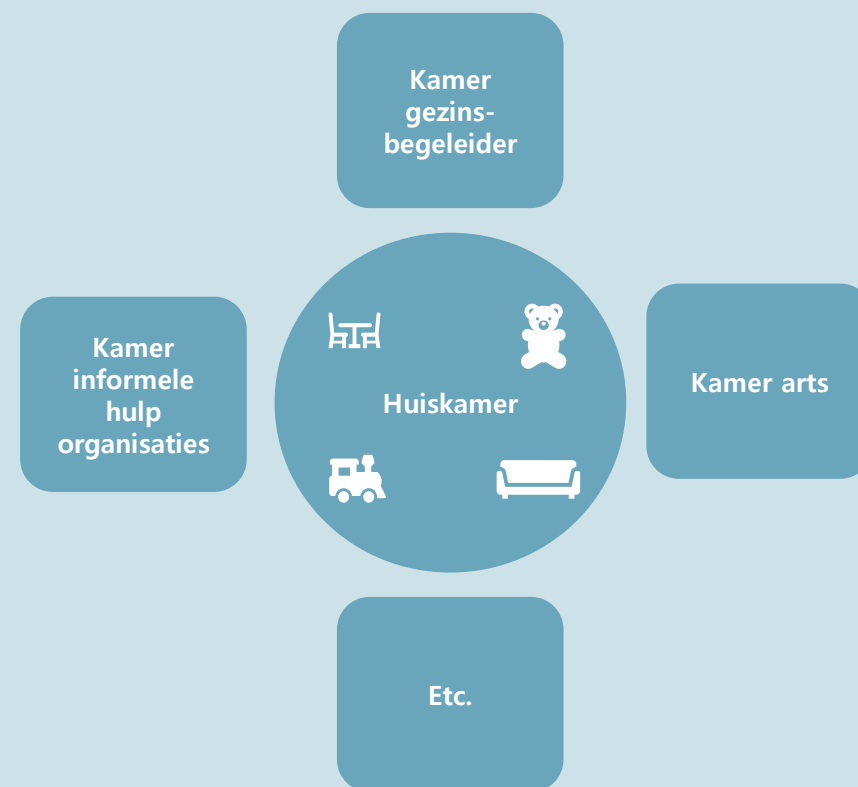 Kamer
gezins-
begeleider
Kamer
informele
hulp
organisaties
Huiskamer
Kamer arts
Etc.